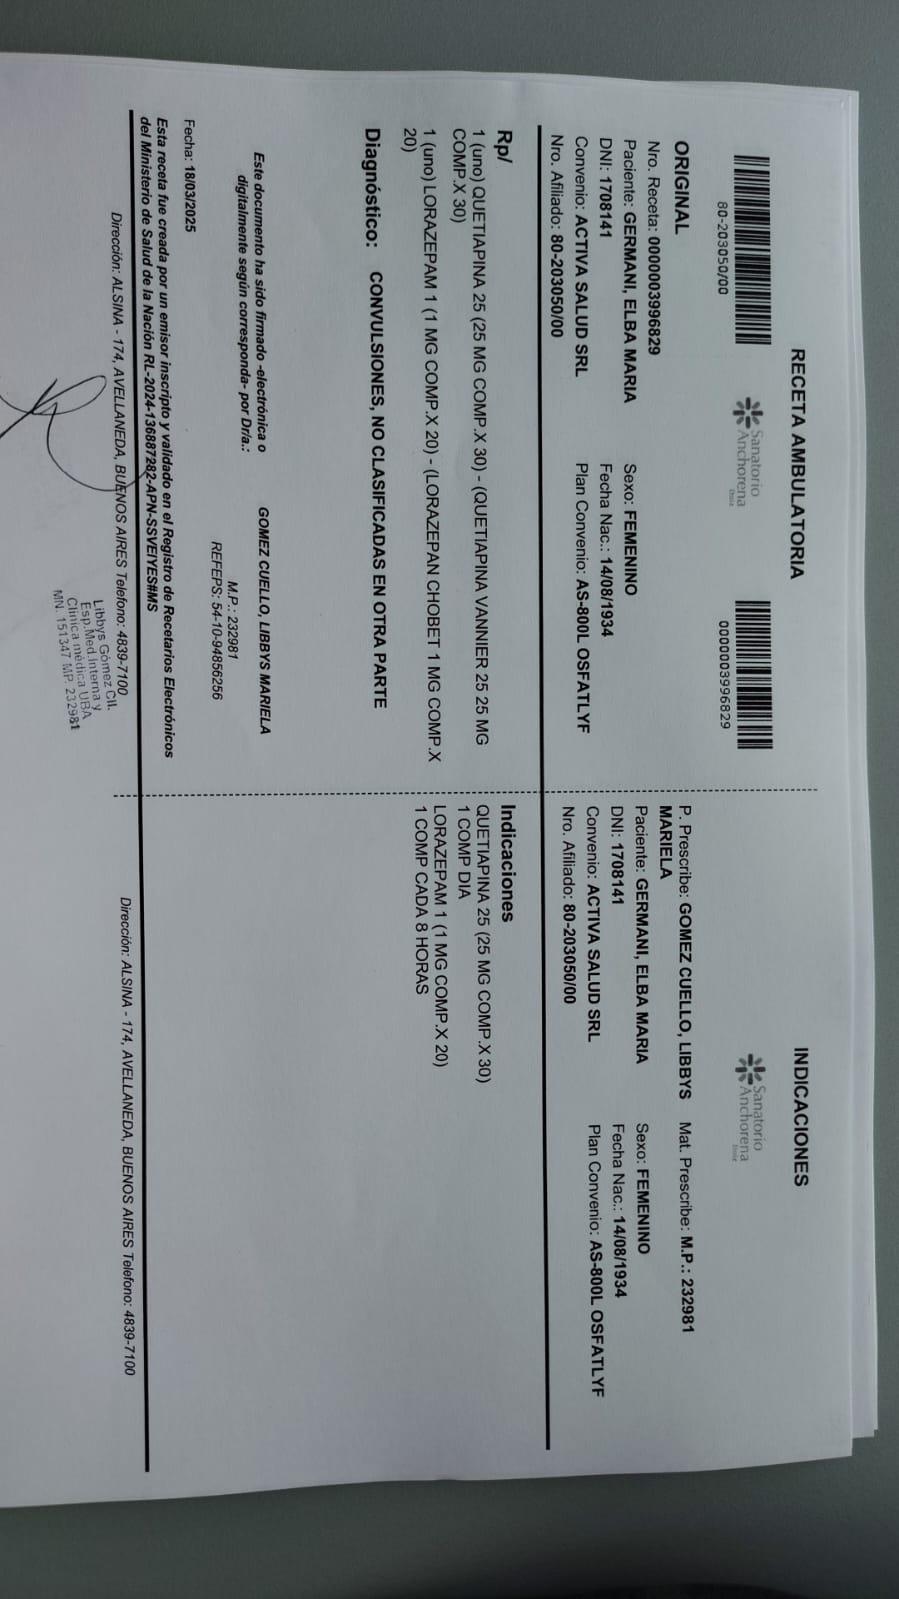 RECETA AMBULATORIA
80-203050/00
Sanatorio
Anchorena
0000003996829
ORIGINAL
Nro. Receta: 0000003996829
Paciente: GERMANI, ELBA MARIA
Sexo: FEMENINO
DNI: 1708141
Fecha Nac.: 14/08/1934
Convenio: ACTIVA SALUD SRL
Plan Convenio: AS-800L OSFATLYF
Nro. Afiliado: 80-203050/00
Rp/
1 (uno) QUETIAPINA 25 (25 MG COMP.X 30) - (QUETIAPINA VANNIER 25 25 MG
COMP.X 30)
1 (uno) LORAZEPAM 1 (1 MG COMP.X 20) - (LORAZEPAN CHOBET 1 MG COMP.X
20)
Diagnóstico: CONVULSIONES, NO CLASIFICADAS EN OTRA PARTE
Este documento ha sido firmado -electrónica o
digitalmente según corresponda- por Dr/a.:
GOMEZ CUELLO, LIBBYS MARIELA
M.P.: 232981
REFEPS: 54-10-94856256
Fecha: 18/03/2025
Esta receta fue creada por un emisor inscripto y validado en el Registro de Recetarios Electrónicos
del Ministerio de Salud de la Nación RL-2024-136887282-APN-SSVEIYES#MS
Dirección: ALSINA - 174, AVELLANEDA, BUENOS AIRES Telefono: 4839-7100
Libbys Gómez
Esp.Med.Interna y
Clínica médica UBA
MN. 151347 MP. 232981
INDICACIONES
Sanatorio
Anchorena
P. Prescribe: GOMEZ CUELLO, LIBBYS
MARIELA
Mat. Prescribe: M.P.: 232981
Paciente: GERMANI, ELBA MARIA
Sexo: FEMENINO
DNI: 1708141
Fecha Nac.: 14/08/1934
Convenio: ACTIVA SALUD SRL
Plan Convenio: AS-800L OSFATLYF
Nro. Afiliado: 80-203050/00
Indicaciones
QUETIAPINA 25 (25 MG COMP.X 30)
1 COMP DIA
LORAZEPAM 1 (1 MG COMP.X 20)
1 COMP CADA 8 HORAS
Dirección: ALSINA - 174, AVELLANEDA, BUENOS AIRES Telefono: 4839-7100